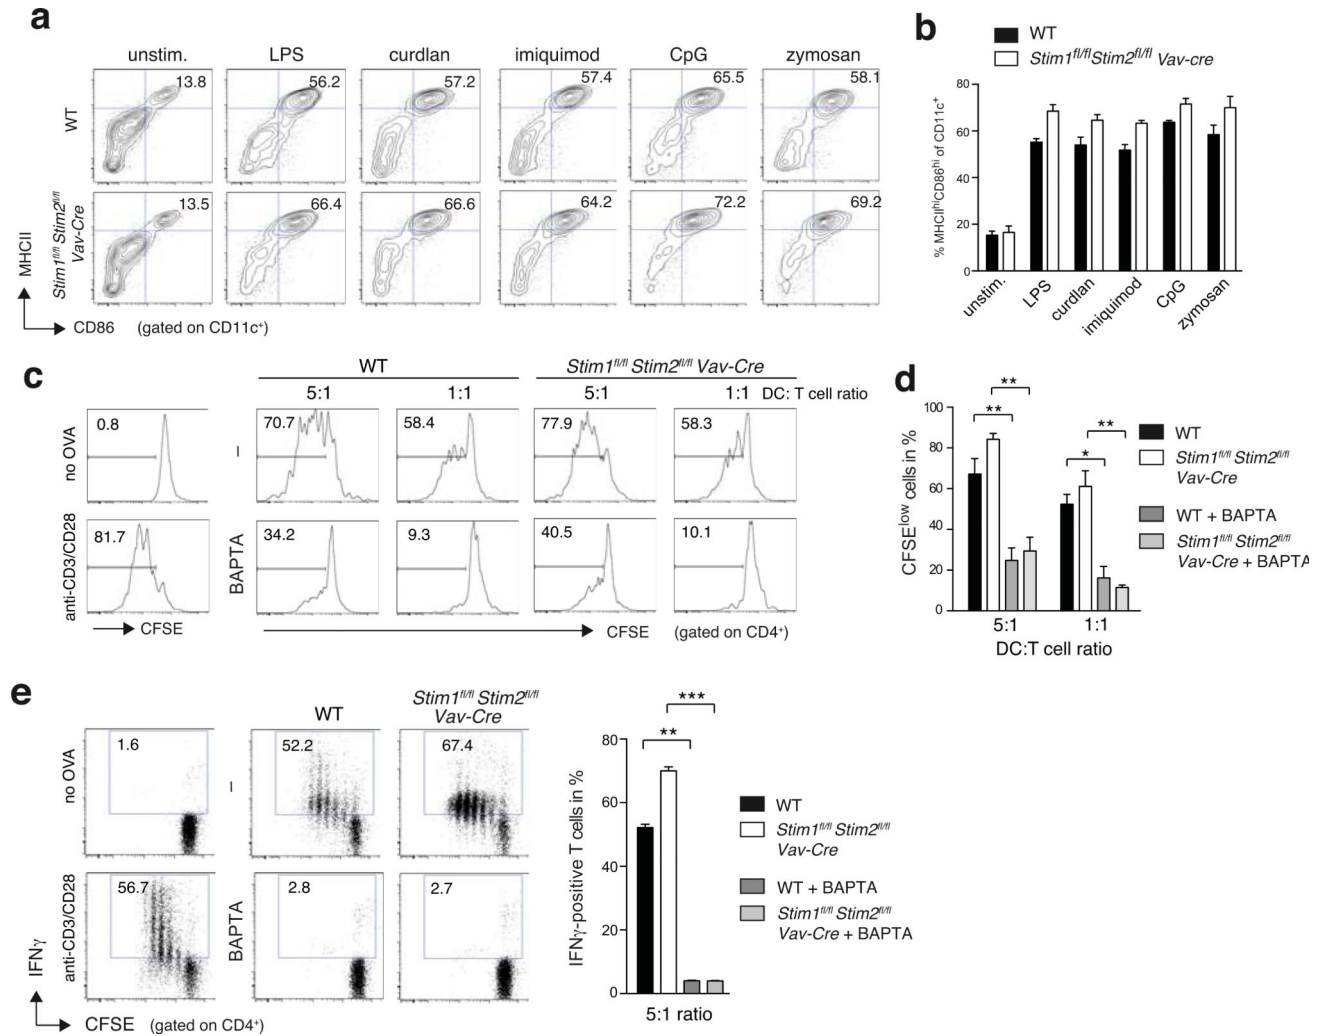 a
unstim. LPS curdlan imiquimod CpG zymosan
WT
13.8 56.2 57.2 57.4 65.5 58.1
Stim1fl/fl Stim2fl/fl
Vav-Cre
13.5 66.4 66.6 64.2 72.2 69.2
MHCII
CD86 (gated on CD11c+)
b
WT
Stim1fl/flStim2fl/fl Vav-cre
% MHCIIhiCD86hi of CD11c+
80
60
40
20
0
unstim. LPS curdlan imiquimod CpG zymosan
c
WT Stim1fl/fl Stim2fl/fl Vav-Cre
5:1 1:1 5:1 1:1 DC: T cell ratio
no OVA
0.8
–
70.7 58.4 77.9 58.3
anti-CD3/CD28
81.7
BAPTA
34.2 9.3 40.5 10.1
CFSE
CFSE (gated on CD4+)
d
CFSElow cells in %
100
80
60
40
20
0
**
**
**
*
5:1 1:1
DC:T cell ratio
WT
Stim1fl/fl Stim2fl/fl
Vav-Cre
WT + BAPTA
Stim1fl/fl Stim2fl/fl
Vav-Cre + BAPTA
e
WT
Stim1fl/fl Stim2fl/fl
Vav-Cre
no OVA
1.6
–
52.2 67.4
anti-CD3/CD28
56.7
BAPTA
2.8 2.7
IFNγ
CFSE (gated on CD4+)
IFNγ-positive T cells in %
80
60
40
20
0
***
**
5:1 ratio
WT
Stim1fl/fl Stim2fl/fl
Vav-Cre
WT + BAPTA
Stim1fl/fl Stim2fl/fl
Vav-Cre + BAPTA